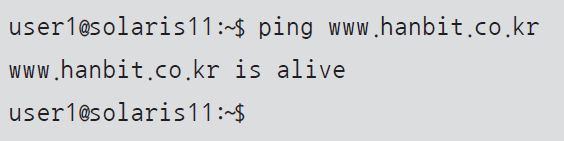 user1@solaris11:~$ ping www.hanbit.co.kr
www.hanbit.co.kr is alive
user1@solaris11:~$